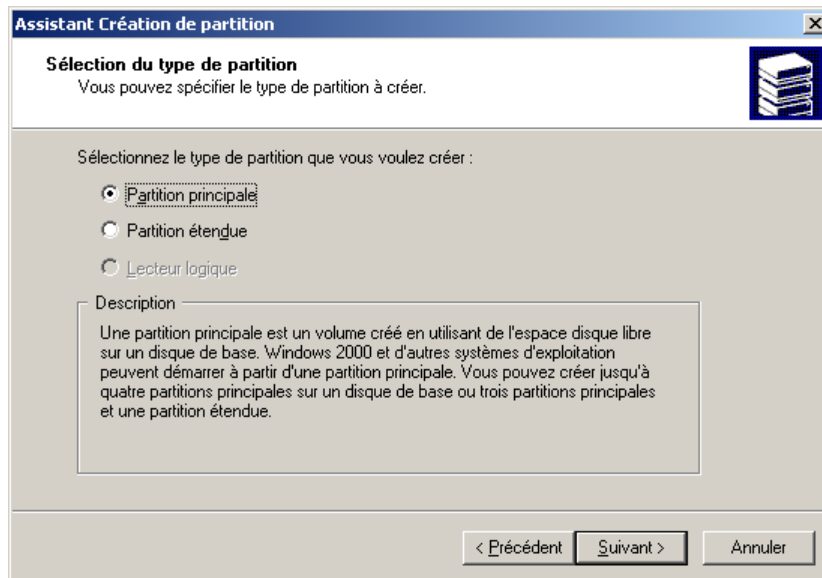 Assistant Création de partition
Sélection du type de partition
Vous pouvez spécifier le type de partition à créer.
Sélectionnez le type de partition que vous voulez créer :
Partition principale
Partition étendue
Lecteur logique
Description
Une partition principale est un volume créé en utilisant de l'espace disque libre
sur un disque de base. Windows 2000 et d'autres systèmes d'exploitation
peuvent démarrer à partir d'une partition principale. Vous pouvez créer jusqu'à
quatre partitions principales sur un disque de base ou trois partitions principales
et une partition étendue.
< Précédent Suivant > Annuler